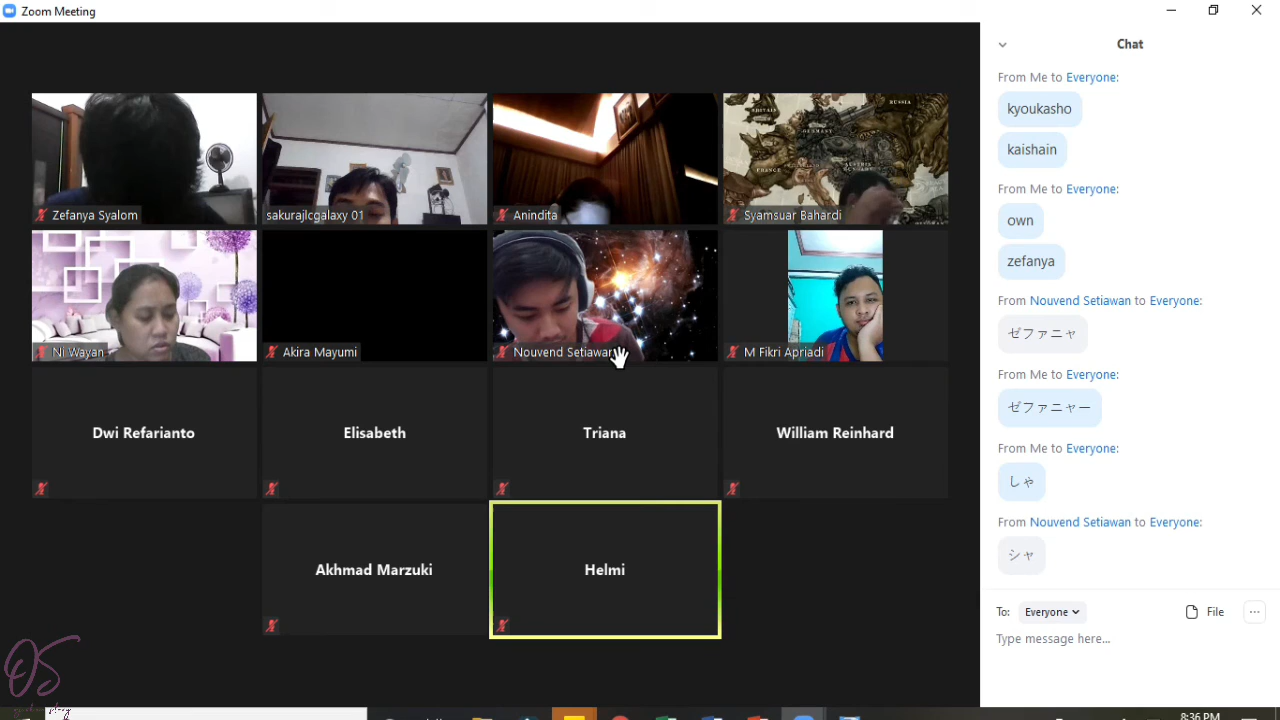 Zoom Meeting
RUSSIA
GERMANY
FRANCE
Zefanya Syalom
sakurajlcgalaxy 01
Anindita
Syamsuar Bahardi
Ni Wayan
Akira Mayumi
Nouvend Setiawan
M Fikri Apriadi
Dwi Refarianto
Elisabeth
Triana
William Reinhard
Akhmad Marzuki
Helmi
Chat
From Me to Everyone:
kyoukasho
kaishain
From Me to Everyone:
own
zefanya
From Nouvend Setiawan to Everyone:
ゼファニャ
From Me to Everyone:
ゼファニャー
From Me to Everyone:
しゃ
From Nouvend Setiawan to Everyone:
シャ
To: Everyone
File
Type message here...
OS
8:36 PM